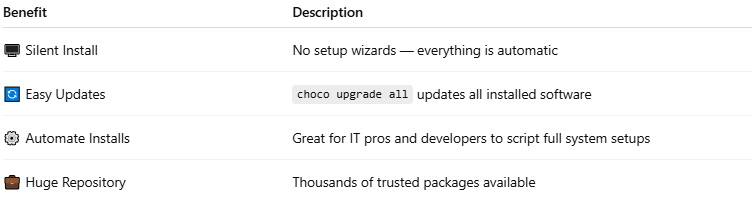 Benefit Description
🖥️ Silent Install No setup wizards — everything is automatic
🔄 Easy Updates choco upgrade all updates all installed software
⚙️ Automate Installs Great for IT pros and developers to script full system setups
💼 Huge Repository Thousands of trusted packages available